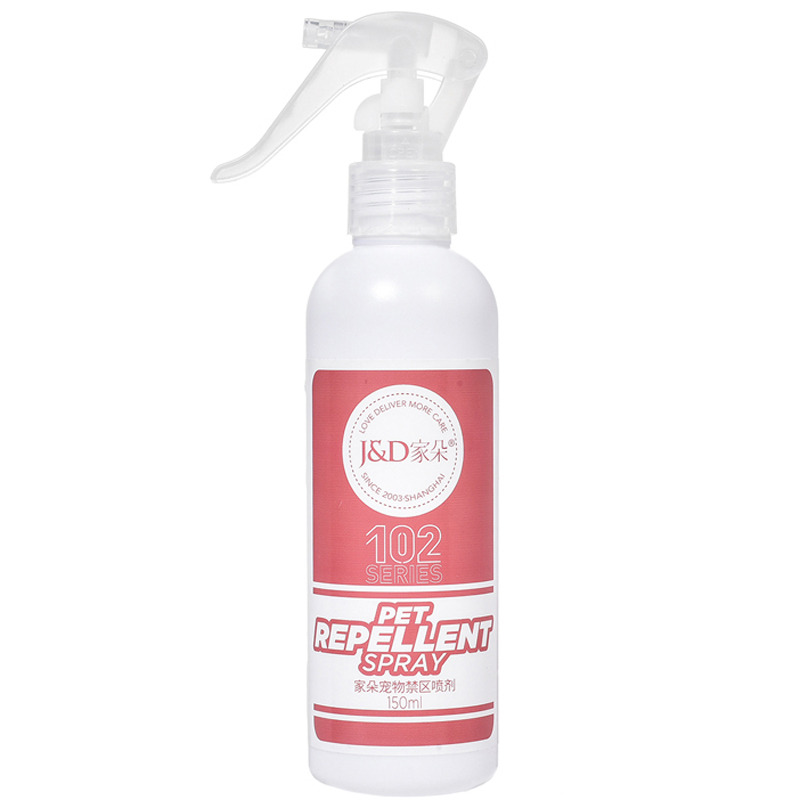 LOVE DELIVER MORE CARE
J&D家朵®
SINCE 2003·SHANGHAI
102
SERIES
PET
REPELLENT
SPRAY
家朵宠物禁区喷剂
150ml